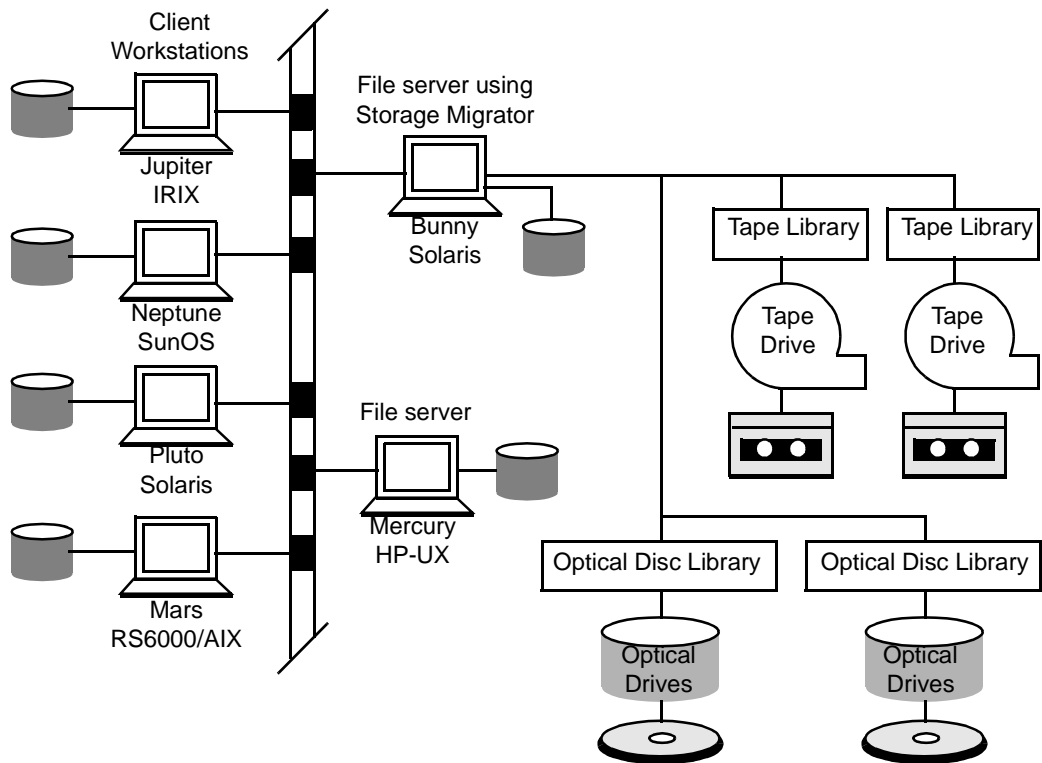 Client
Workstations
Jupiter
IRIX
Neptune
SunOS
Pluto
Solaris
Mars
RS6000/AIX
File server using
Storage Migrator
Bunny
Solaris
File server
Mercury
HP-UX
Tape Library
Tape Library
Tape
Drive
Tape
Drive
Optical Disc Library
Optical Disc Library
Optical
Drives
Optical
Drives